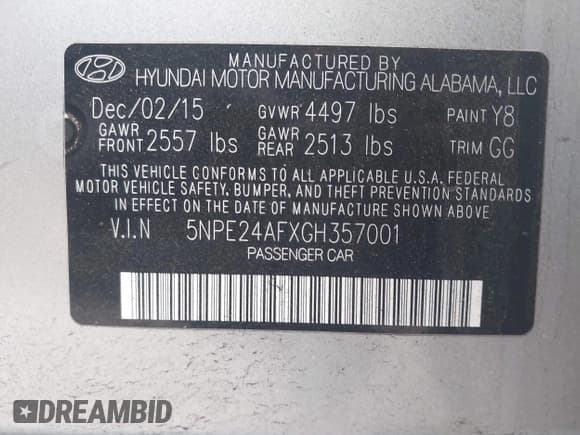 MANUFACTURED BY
HYUNDAI MOTOR MANUFACTURING ALABAMA, LLC
Dec/02/15 GVWR 4497 lbs PAINT Y8
GAWR FRONT 2557 lbs GAWR REAR 2513 lbs TRIM GG
THIS VEHICLE CONFORMS TO ALL APPLICABLE U.S.A. FEDERAL
MOTOR VEHICLE SAFETY, BUMPER, AND THEFT PREVENTION STANDARDS
IN EFFECT ON THE DATE OF MANUFACTURE SHOWN ABOVE.
V.I.N 5NPE24AFXGH357001
PASSENGER CAR
DREAMBID